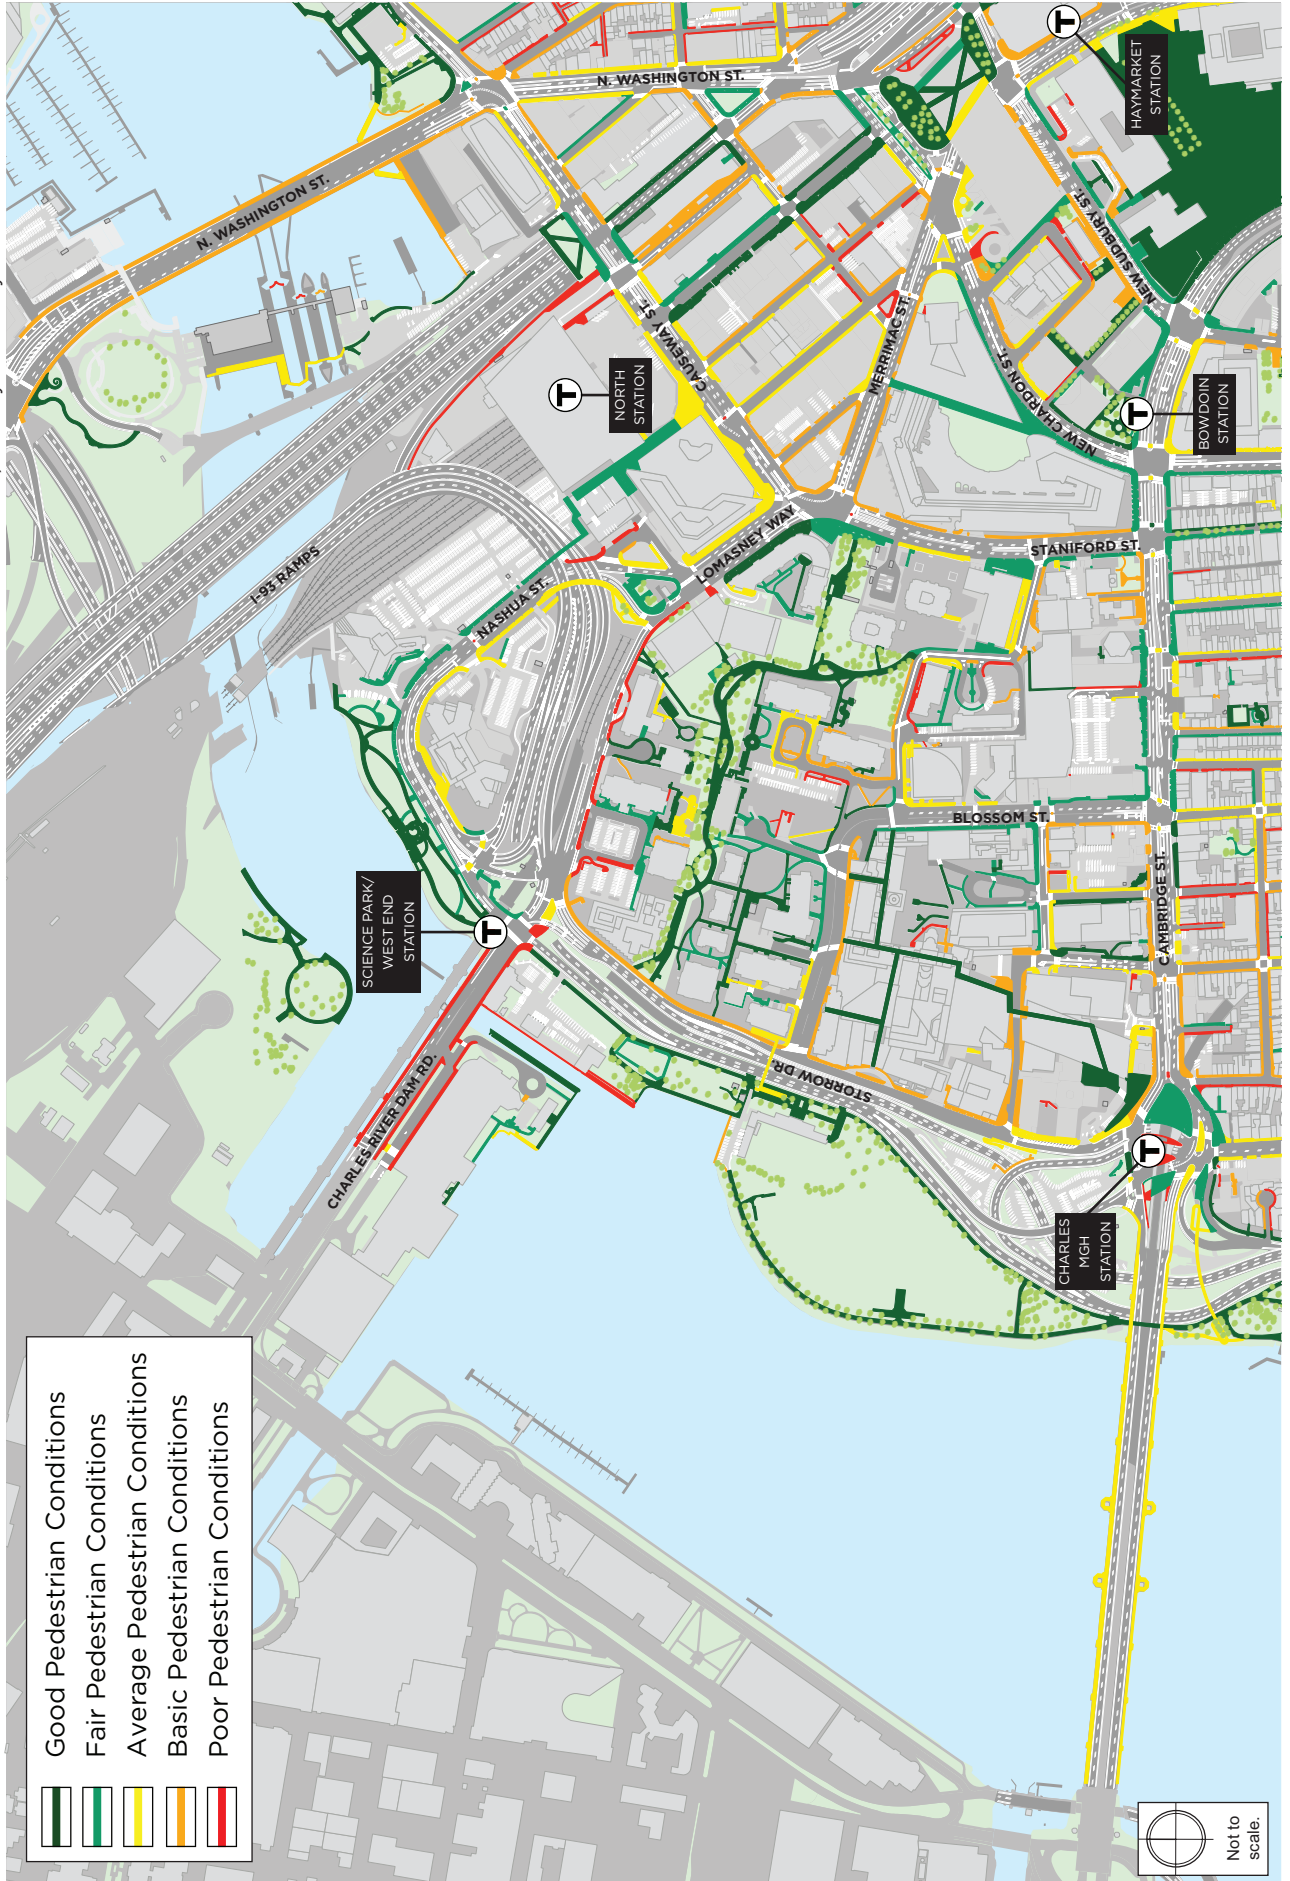 Good Pedestrian Conditions
Fair Pedestrian Conditions
Average Pedestrian Conditions
Basic Pedestrian Conditions
Poor Pedestrian Conditions
N. WASHINGTON ST.
HAYMARKET
STATION
N. WASHINGTON ST.
NEW SUDBURY ST.
CAUSEWAY ST.
MERRIMAC ST.
NEW CHARDON ST.
NORTH
STATION
BOWDOIN
STATION
I-93 RAMPS
NASHUA ST.
LOMASNEY WAY
STANIFORD ST.
BLOSSOM ST.
CAMBRIDGE ST.
SCIENCE PARK/
WEST END
STATION
CHARLES RIVER DAM RD.
STORROW DR.
CHARLES
MGH
STATION
T
T
T
T
T
Not to
scale.